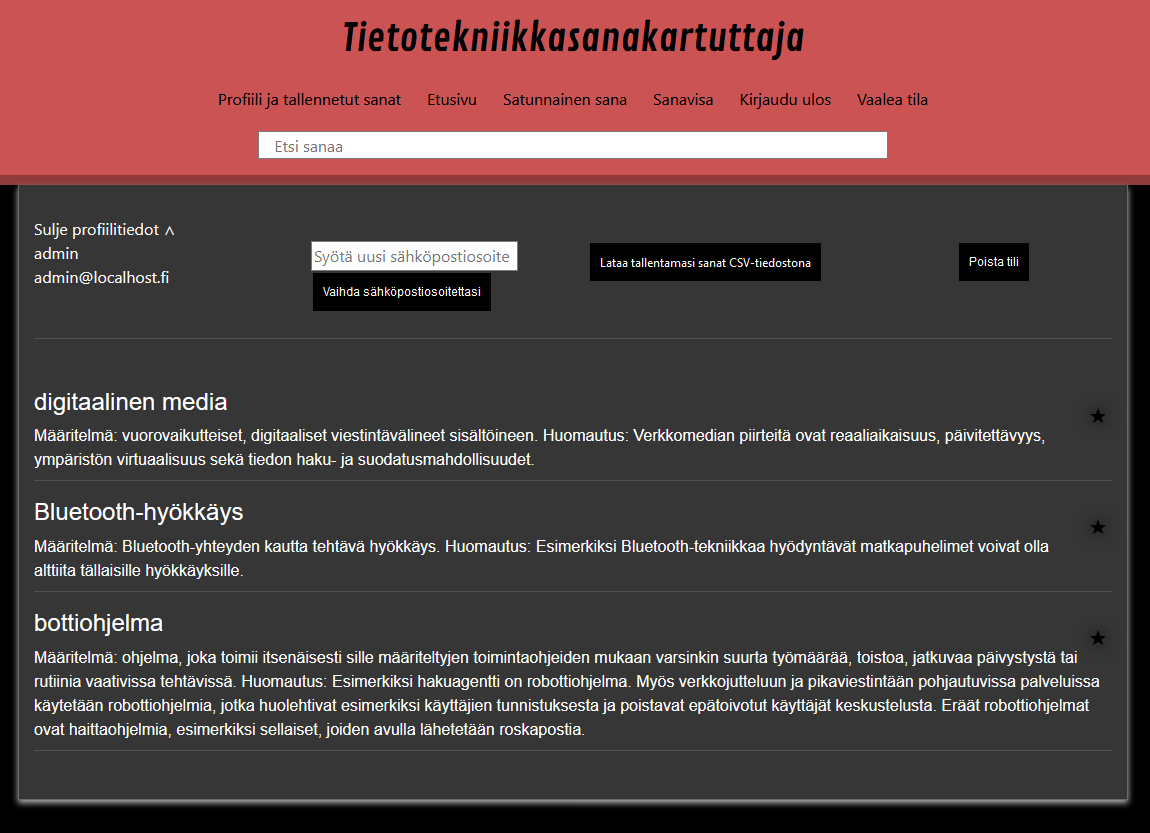 Tietotekniikkasanakartuttaja
Profiili ja tallennetut sanat Etusivu Satunnainen sana Sanavisa Kirjaudu ulos Vaalea tila
Etsi sanaa
Sulje profiilitiedot ˄
admin
admin@localhost.fi
Syötä uusi sähköpostiosoite
Vaihda sähköpostiosoitettasi
Lataa tallentamasi sanat CSV-tiedostona
Poista tili
digitaalinen media
★
Määritelmä: vuorovaikutteiset, digitaaliset viestintävälineet sisältöineen. Huomautus: Verkkomedian piirteitä ovat reaaliaikaisuus, päivitettävyys,
ympäristön virtuaalisuus sekä tiedon haku- ja suodatusmahdollisuudet.
Bluetooth-hyökkäys
★
Määritelmä: Bluetooth-yhteyden kautta tehtävä hyökkäys. Huomautus: Esimerkiksi Bluetooth-tekniikkaa hyödyntävät matkapuhelimet voivat olla
alttiita tällaisille hyökkäyksille.
bottiohjelma
★
Määritelmä: ohjelma, joka toimii itsenäisesti sille määriteltyjen toimintaohjeiden mukaan varsinkin suurta työmäärää, toistoa, jatkuvaa päivystystä tai
rutiinia vaativissa tehtävissä. Huomautus: Esimerkiksi hakuagentti on robottiohjelma. Myös verkkojutteluun ja pikaviestintään pohjautuvissa palveluissa
käytetään robottiohjelmia, jotka huolehtivat esimerkiksi käyttäjien tunnistuksesta ja poistavat epätoivotut käyttäjät keskustelusta. Eräät robottiohjelmat
ovat haittaohjelmia, esimerkiksi sellaiset, joiden avulla lähetetään roskapostia.